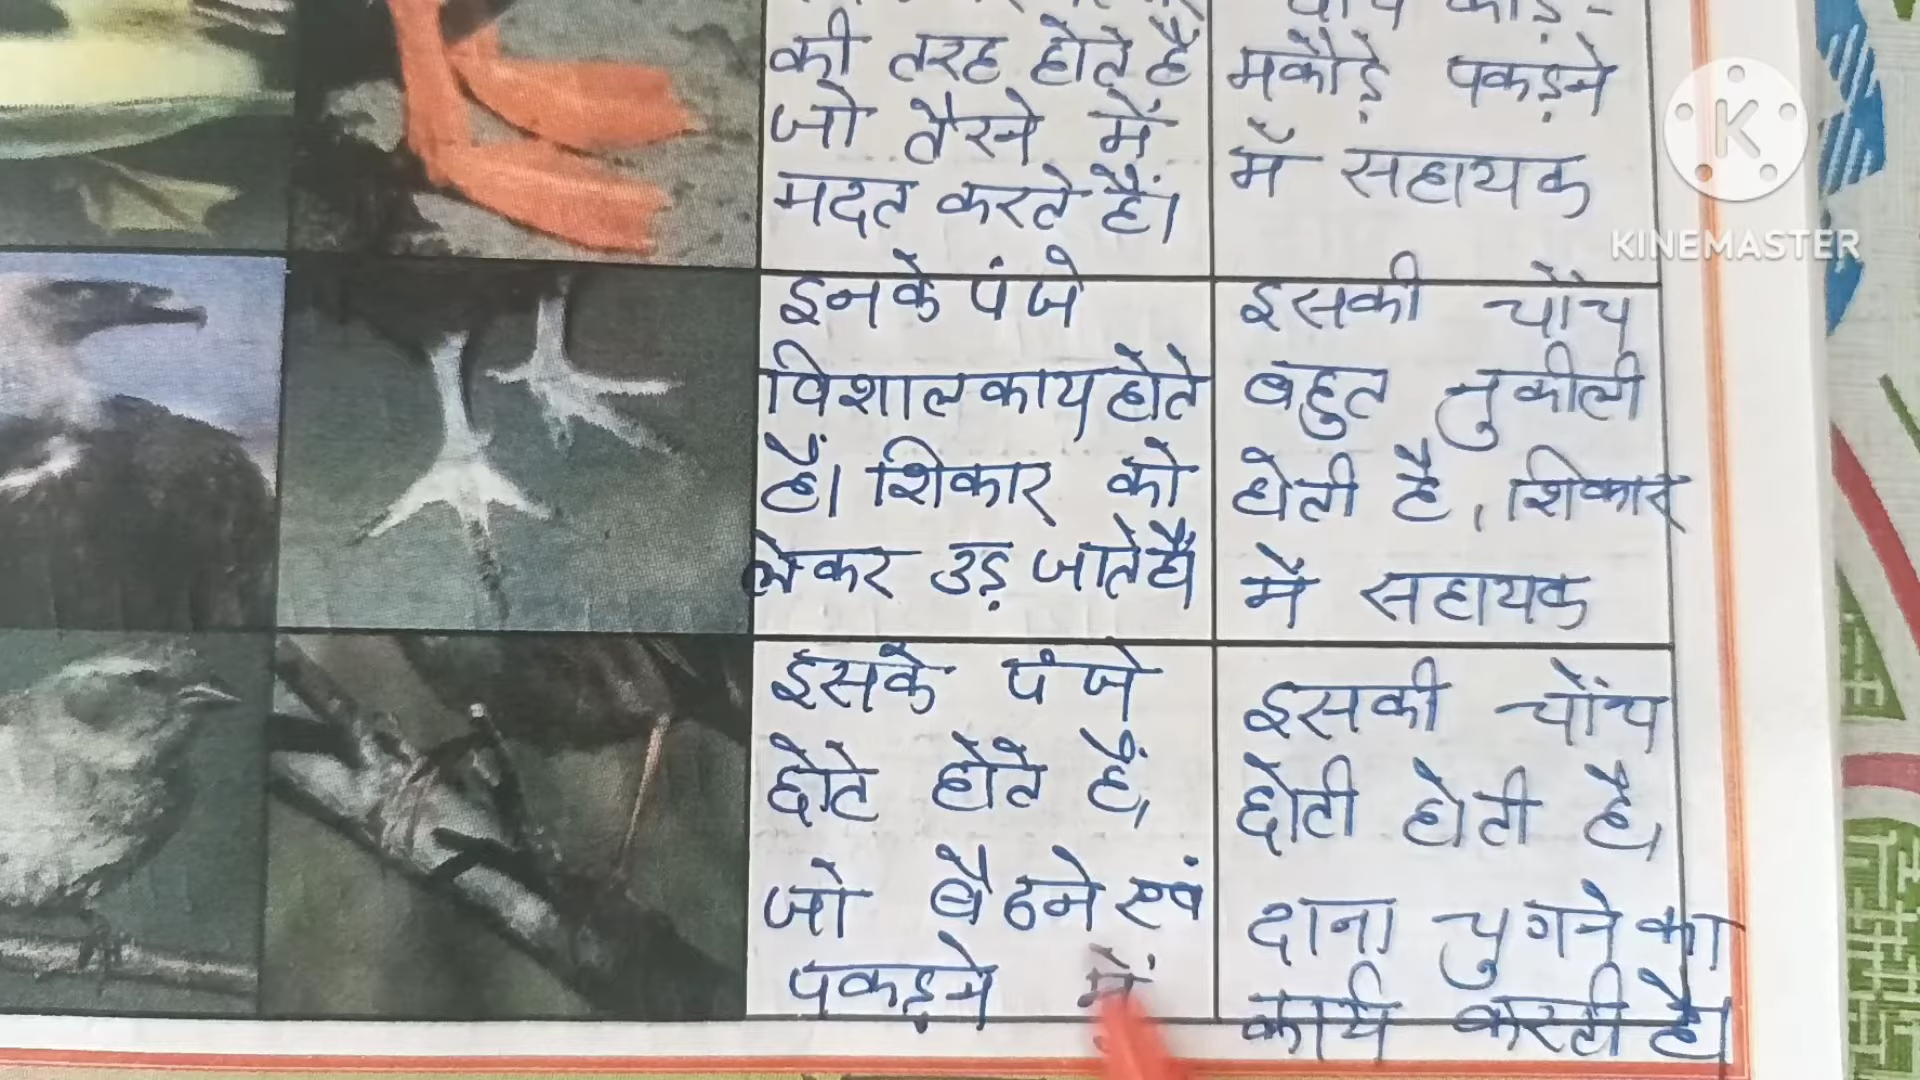 की तरह होते है
जो तैरने में
मदद करते हैं।
मकौड़े पकड़ने
में सहायक
KINEMASTER
इनके पंजे
विशालकाय होते
हैं। शिकार को
लेकर उड़ जाते हैं
इसकी चोंच
बहुत नुकीली
होती है, शिकार
में सहायक
इसके पंजे
छोटे होते हैं,
जो बैठने एवं
पकड़ने में
इसकी चोंच
छोटी होती है,
दाना चुगने का
कार्य करती है।